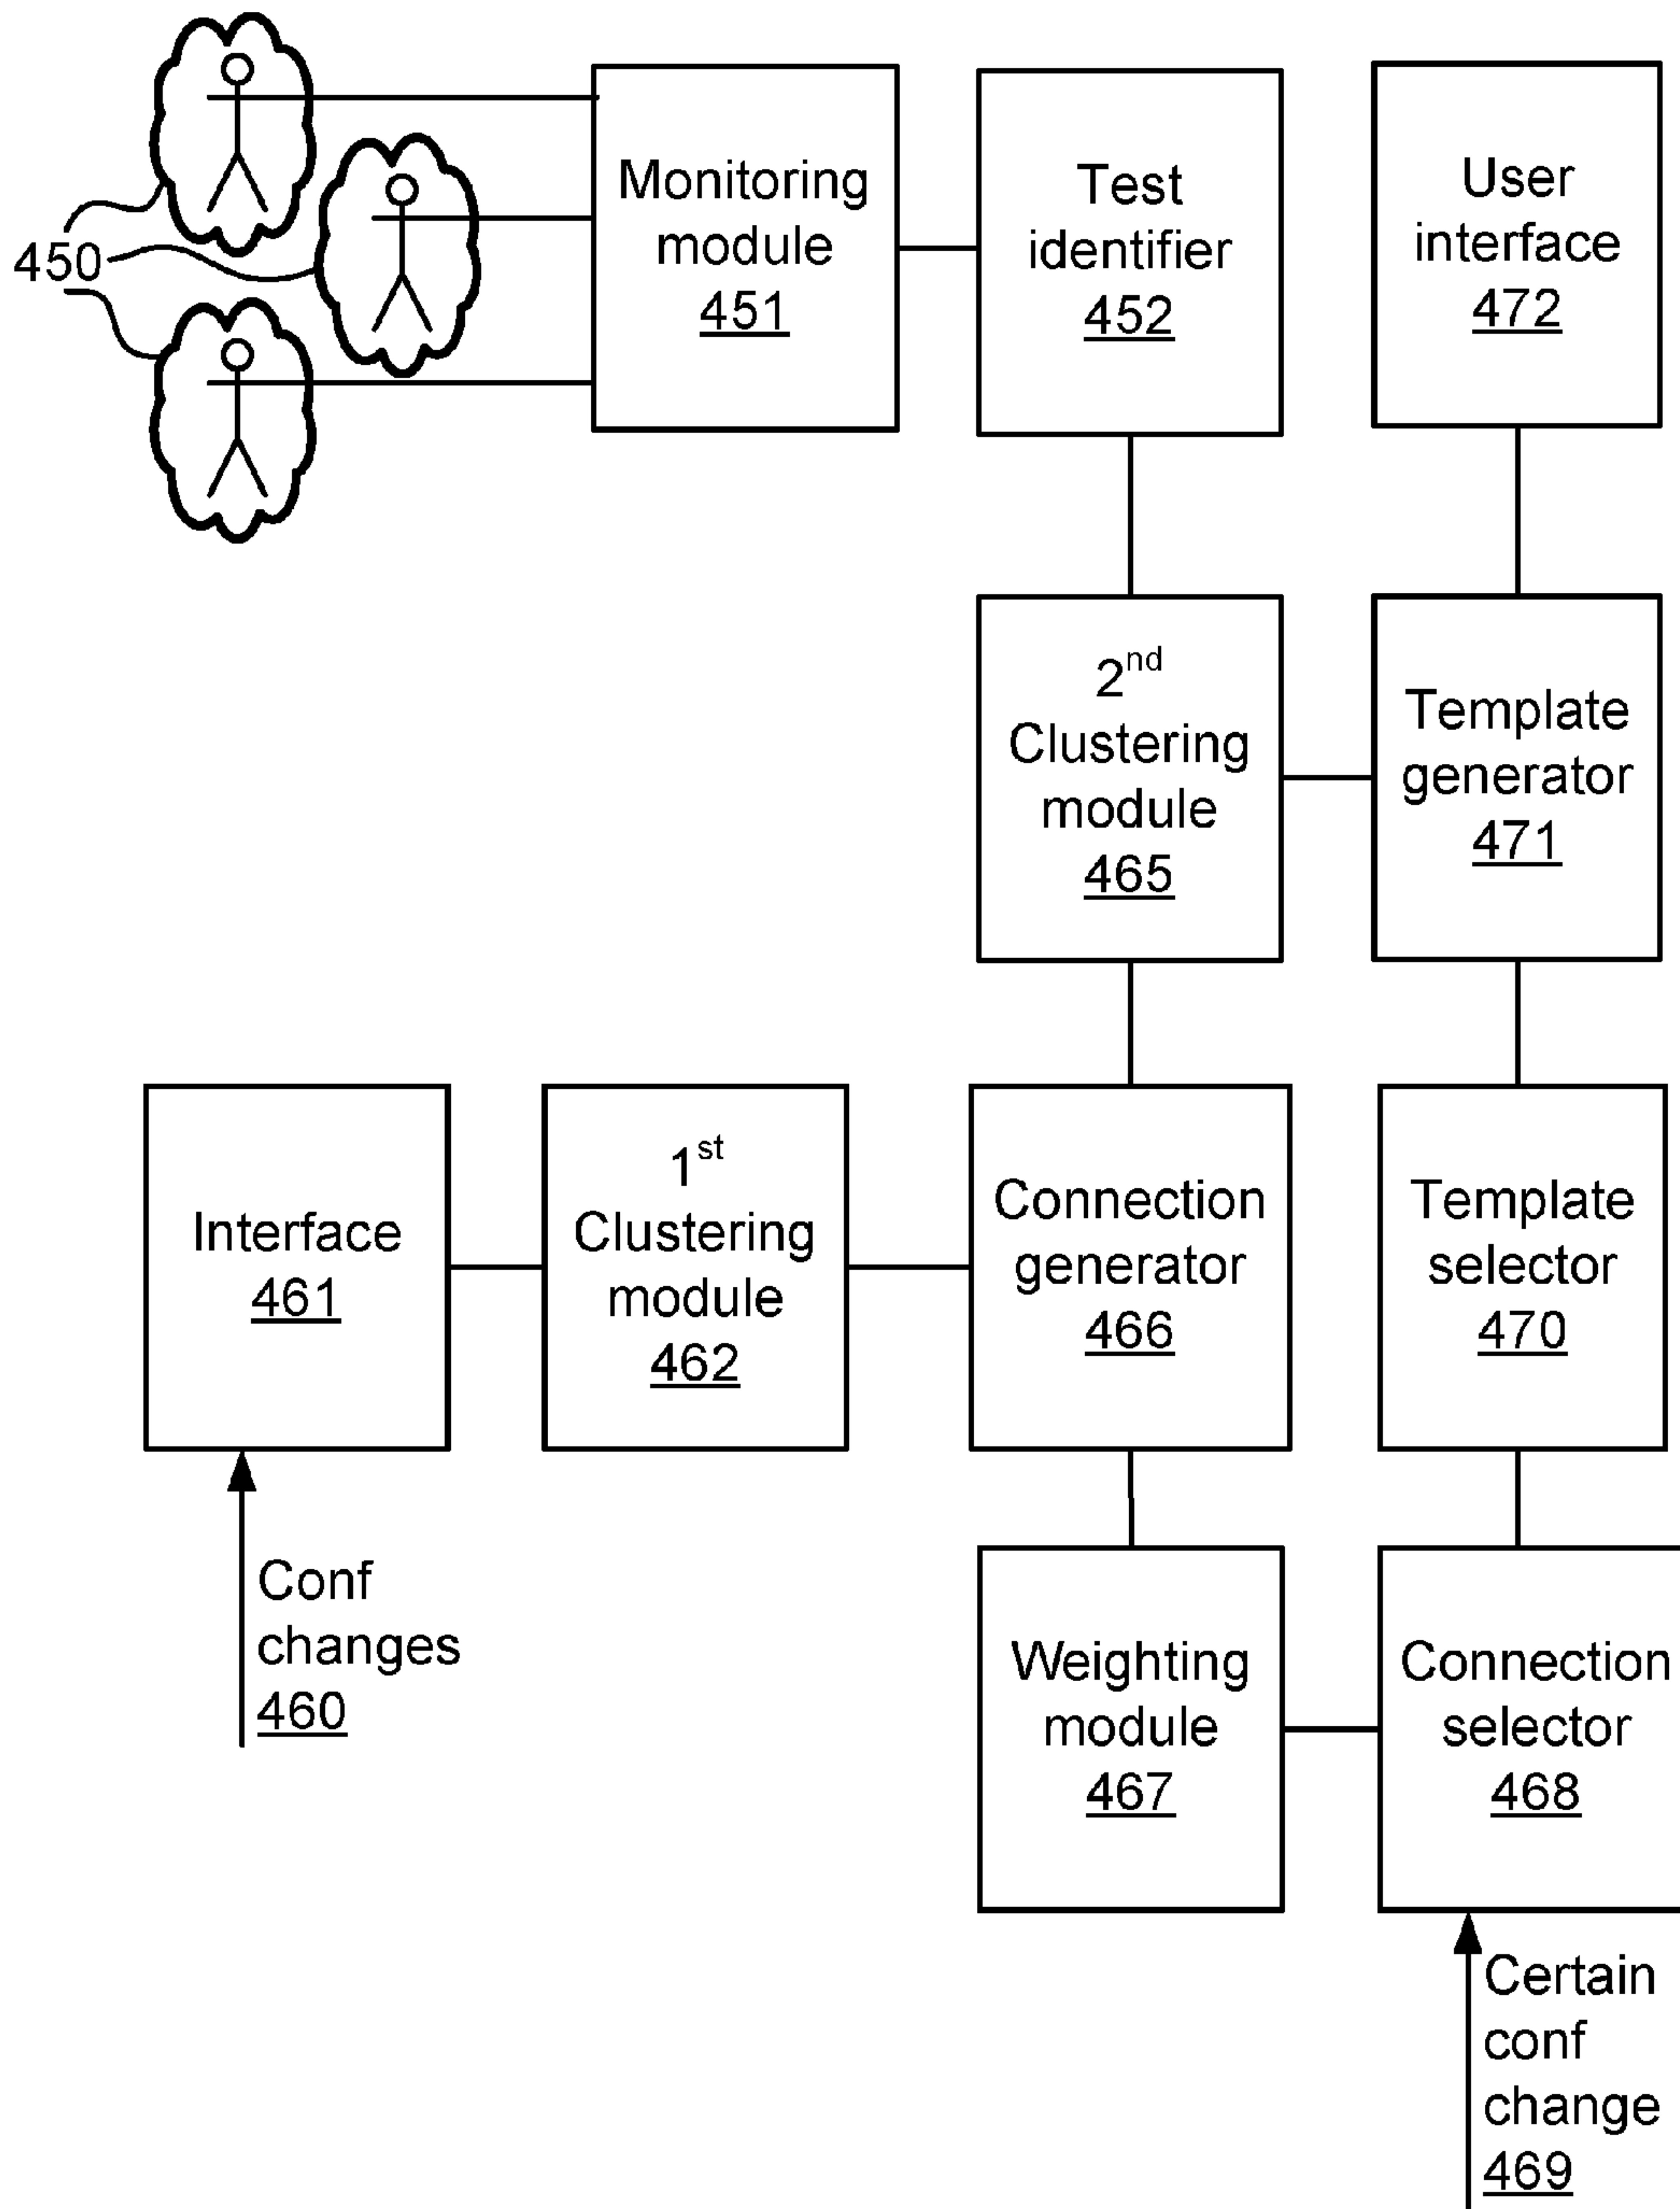 450
Monitoring
module
451
Test
identifier
452
User
interface
472
2nd
Clustering
module
465
Template
generator
471
Interface
461
1st
Clustering
module
462
Connection
generator
466
Template
selector
470
Conf
changes
460
Weighting
module
467
Connection
selector
468
Certain
conf
change
469